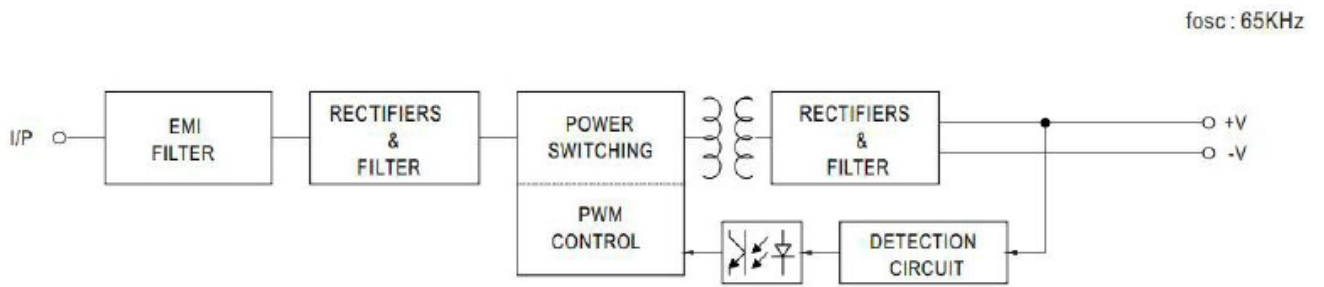 fosc : 65KHz
I/P
EMI
FILTER
RECTIFIERS
&
FILTER
POWER
SWITCHING
PWM
CONTROL
RECTIFIERS
&
FILTER
+V
-V
DETECTION
CIRCUIT